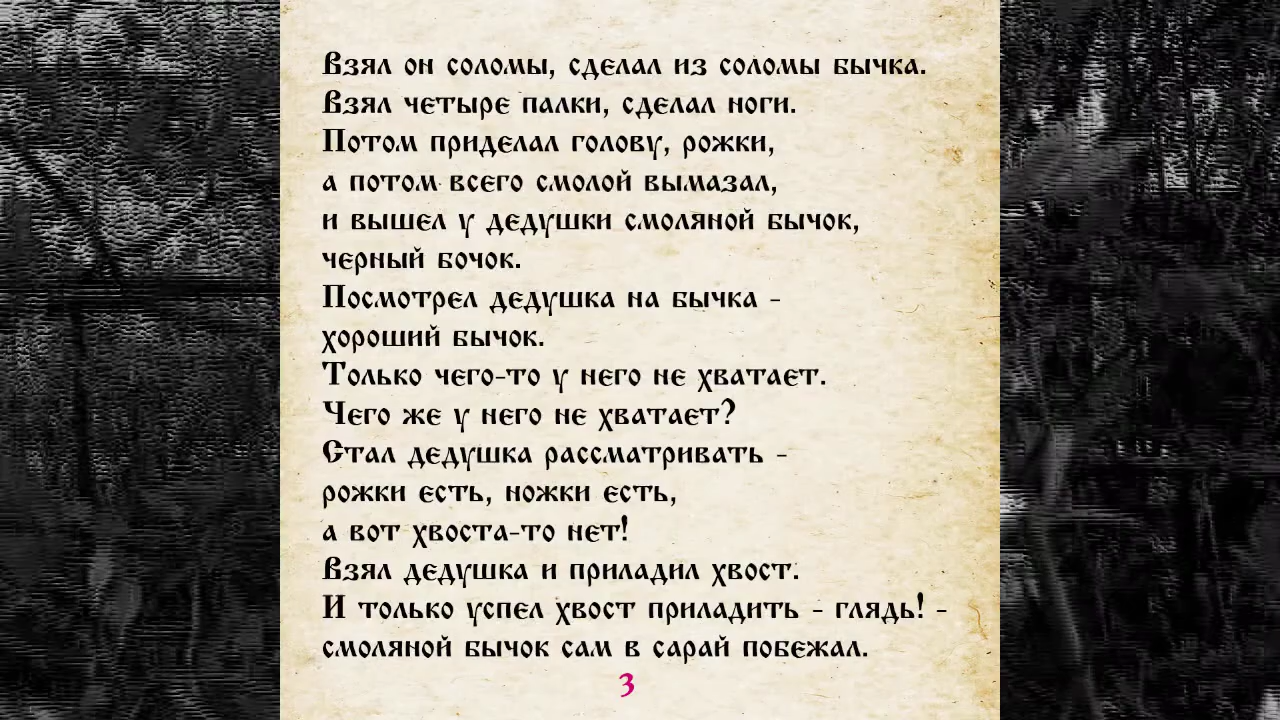 Взял он соломы, сделал из соломы бычка.
Взял четыре палки, сделал ноги.
Потом приделал голову, рожки,
а потом всего смолой вымазал,
и вышел у дедушки смоляной бычок,
черный бочок.
Посмотрел дедушка на бычка -
хороший бычок.
Только чего-то у него не хватает.
Чего же у него не хватает?
Стал дедушка рассматривать -
рожки есть, ножки есть,
а вот хвоста-то нет!
Взял дедушка и приладил хвост.
И только успел хвост приладить - глядь! -
смоляной бычок сам в сарай побежал.
3